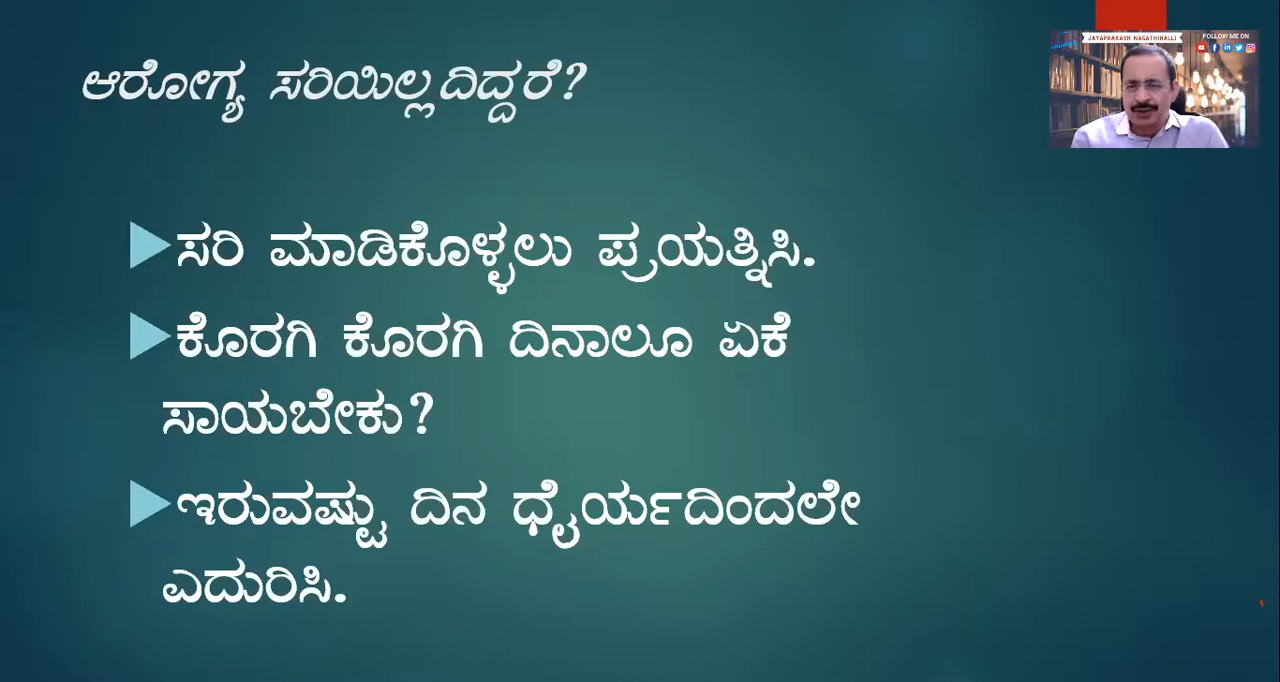 ಆರೋಗ್ಯ ಸರಿಯಿಲ್ಲದಿದ್ದರೆ?
JAYAPRAKASH NAGATHIHALLI
FOLLOW ME ON
ಸರಿ ಮಾಡಿಕೊಳ್ಳಲು ಪ್ರಯತ್ನಿಸಿ.
ಕೊರಗಿ ಕೊರಗಿ ದಿನಾಲೂ ಏಕೆ
ಸಾಯಬೇಕು?
ಇರುವಷ್ಟು ದಿನ ಧೈರ್ಯದಿಂದಲೇ
ಎದುರಿಸಿ.